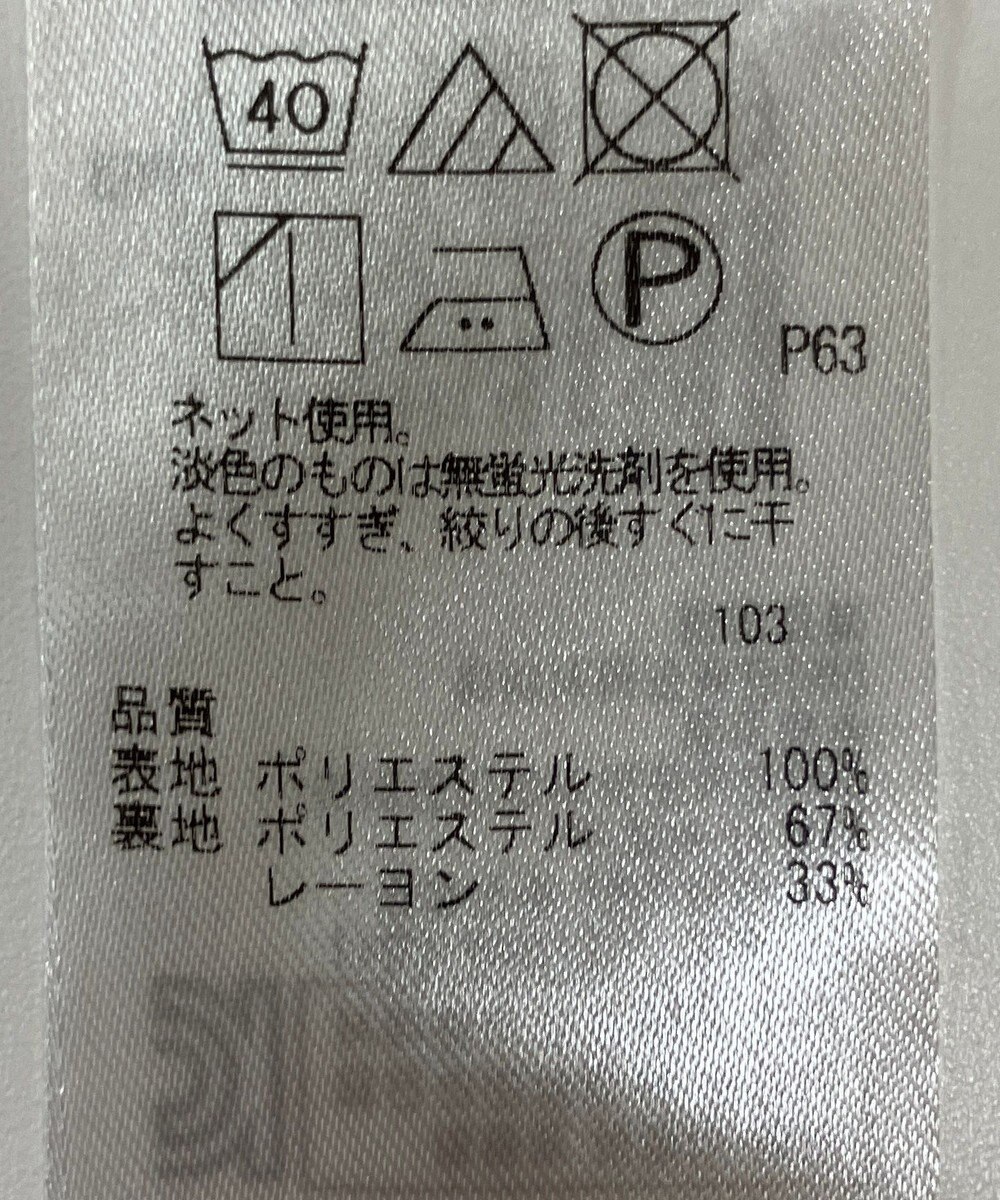 40
P
P63
ネット使用。
淡色のものは無蛍光洗剤を使用。
よくすすぎ、絞りの後すぐに干
すこと。
103
品質
表地 ポリエステル 100%
裏地 ポリエステル 67%
レーヨン 33%